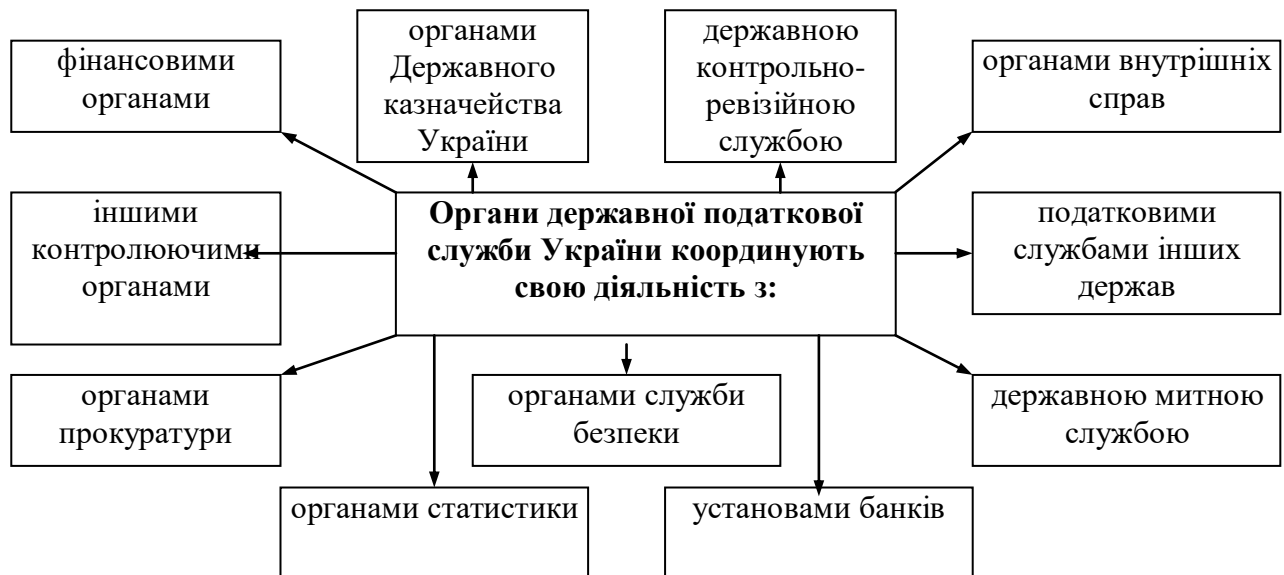 фінансовими
органами
органами
Державного
казначейства
України
державною
контрольно-
ревізійною
службою
органами внутрішніх
справ
іншими
контролюючими
органами
Органи державної податкової
служби України координують
свою діяльність з:
податковими
службами інших
держав
органами
прокуратури
органами служби
безпеки
державною митною
службою
органами статистики
установами банків